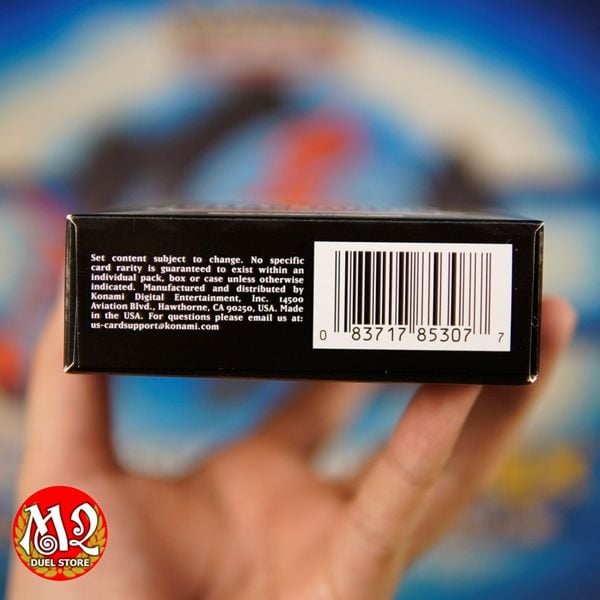 Set content subject to change. No specific
card rarity is guaranteed to exist within an
individual pack, box or case unless otherwise
indicated. Manufactured and distributed by
Konami Digital Entertainment, Inc. 14500
Aviation Blvd., Hawthorne, CA 90250, USA. Made
in the USA. For questions please email us at:
us-cardsupport@konami.com
0 83717 85307 7
MQ
DUEL STORE